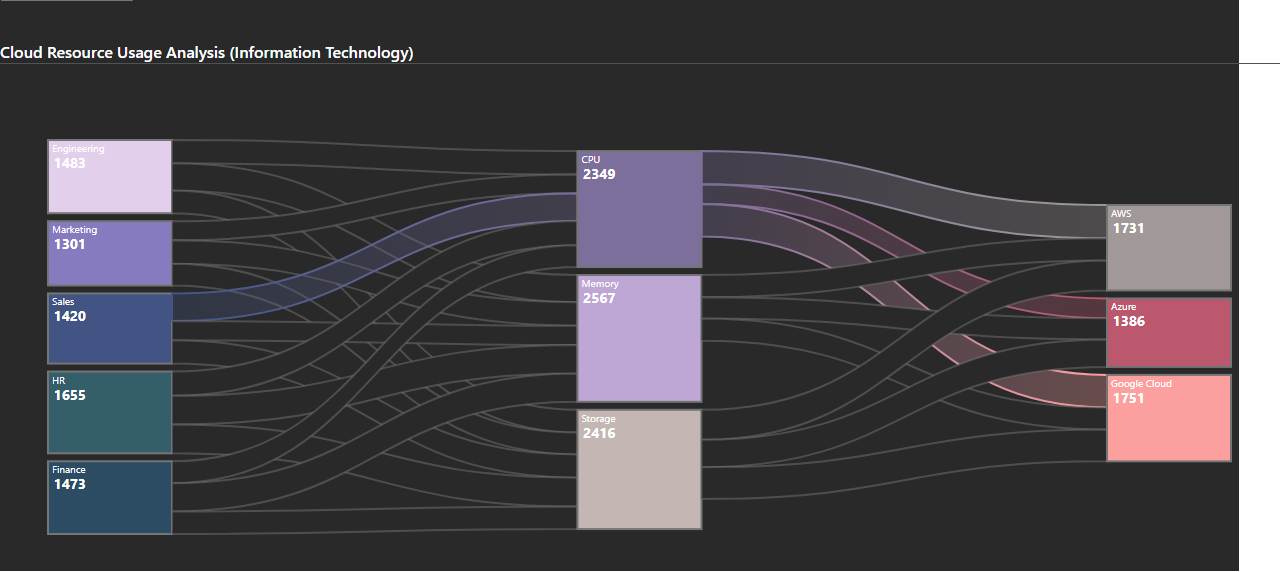 Cloud Resource Usage Analysis (Information Technology)
Engineering
1483
Marketing
1301
Sales
1420
HR
1655
Finance
1473
CPU
2349
Memory
2567
Storage
2416
AWS
1731
Azure
1386
Google Cloud
1751